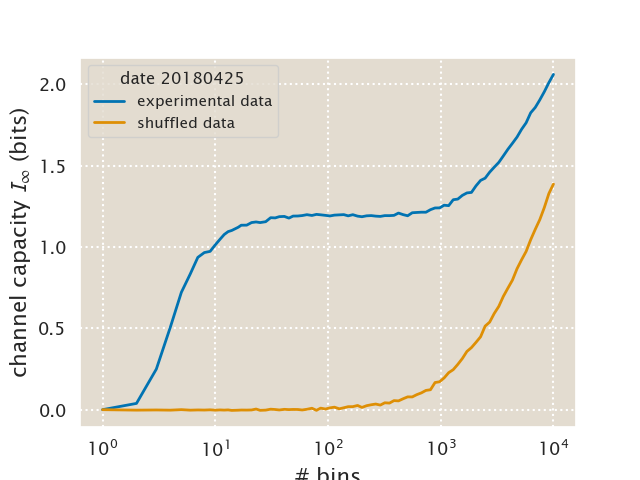 date 20180425
experimental data
shuffled data
channel capacity I∞ (bits)
2.0
1.5
1.0
0.5
0.0
10⁰ 10¹ 10² 10³ 10⁴
# bins